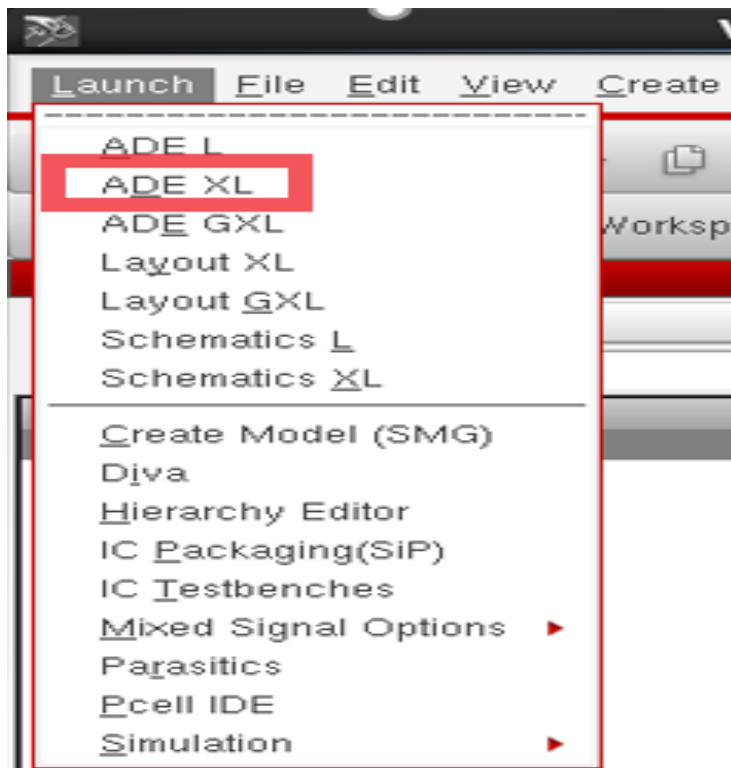 Launch File Edit View Create
ADE L
ADE XL
ADE GXL
Worksp
Layout XL
Layout GXL
Schematics L
Schematics XL
Create Model (SMG)
Diva
Hierarchy Editor
IC Packaging(SiP)
IC Testbenches
Mixed Signal Options
Parasitics
Pcell IDE
Simulation